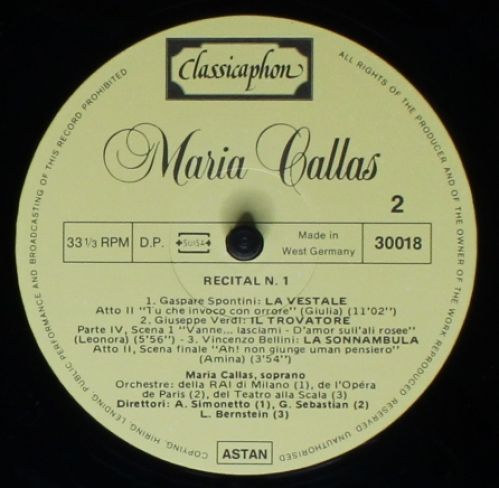 Classicaphon
Maria Callas
2
33 1/3 RPM D.P. SUISA Made in West Germany 30018
RECITAL N. 1
1. Gaspare Spontini: LA VESTALE
Atto II "Tu che invoco con orrore" (Giulia) (11'02")
2. Giuseppe Verdi: IL TROVATORE
Parte IV, Scena 1 "Vanne... lasciami - D'amor sull'ali rosee"
(Leonora) (5'56") - 3. Vincenzo Bellini: LA SONNAMBULA
Atto II, Scena finale "Ah! non giunge uman pensiero"
(Amina) (3'54")
Maria Callas, soprano
Orchestre: della RAI di Milano (1), de l'Opéra
de Paris (2), del Teatro alla Scala (3)
Direttori: A. Simonetto (1), G. Sebastian (2)
L. Bernstein (3)
ASTAN
ALL RIGHTS OF THE PRODUCER AND OF THE OWNER OF THE WORK REPRODUCED RESERVED. UNAUTHORISED COPYING, HIRING, LENDING, PUBLIC PERFORMANCE AND BROADCASTING OF THIS RECORD PROHIBITED